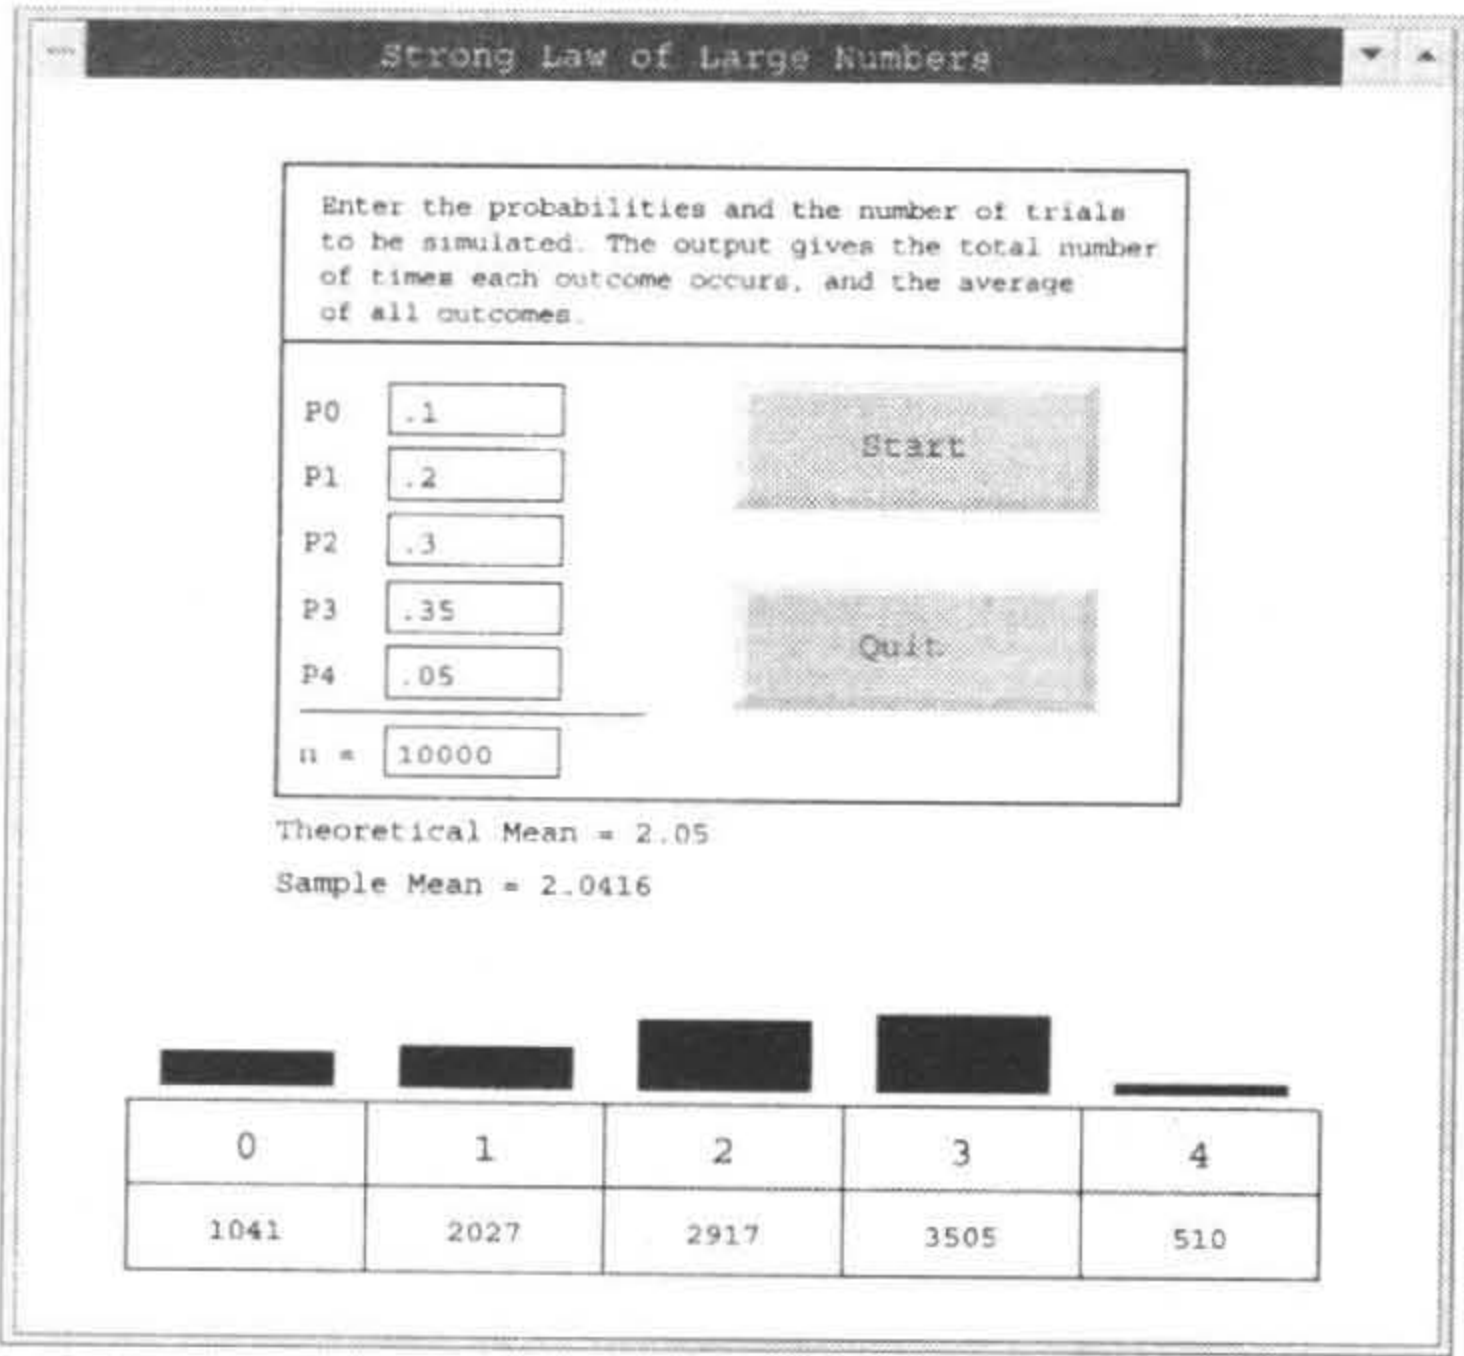 Strong Law of Large Numbers
Enter the probabilities and the number of trials
to be simulated. The output gives the total number
of times each outcome occurs, and the average
of all outcomes.
P0 .1
Start
P1 .2
P2 .3
P3 .35
Quit
P4 .05
n = 10000
Theoretical Mean = 2.05
Sample Mean = 2.0416
0 1 2 3 4
1041 2027 2917 3505 510